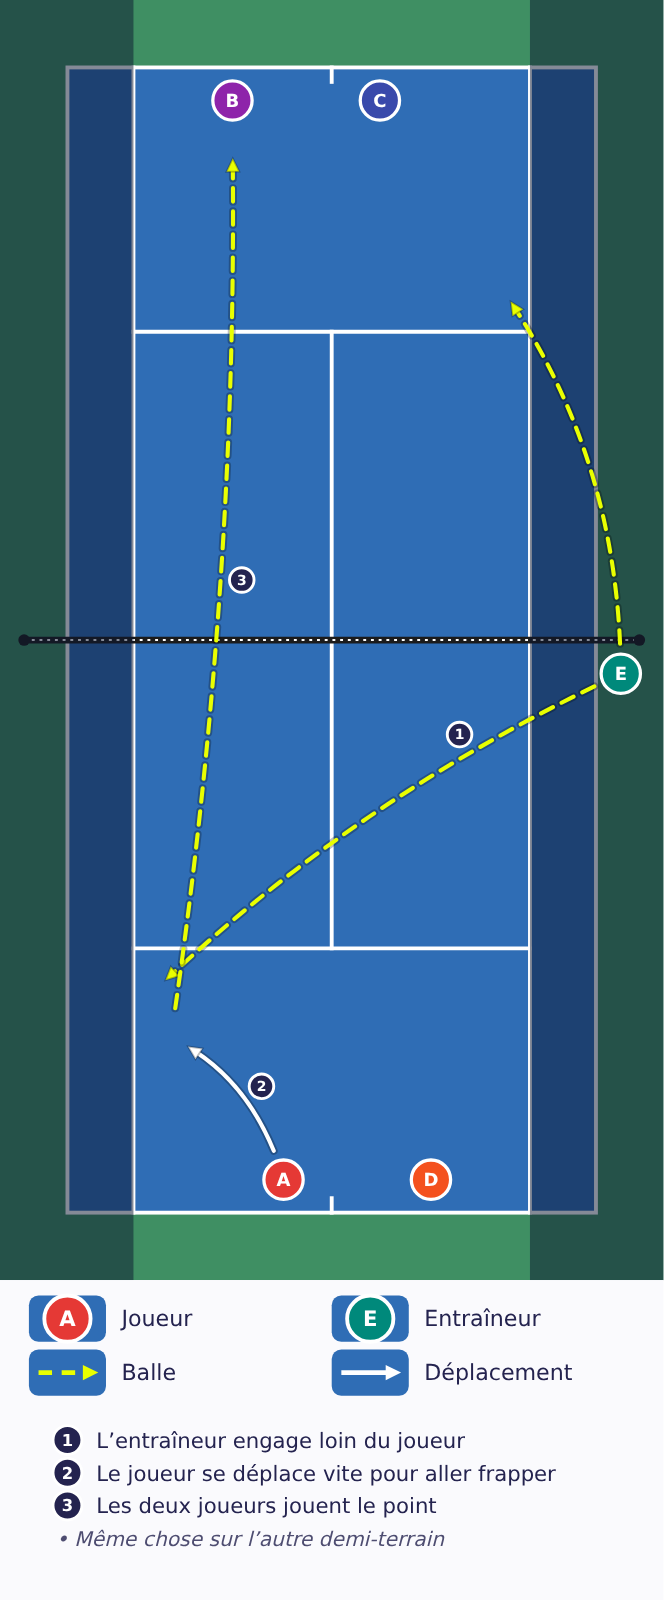 B
C
3
E
1
2
A
D
A Joueur
E Entraîneur
Balle
Déplacement
1 L’entraîneur engage loin du joueur
2 Le joueur se déplace vite pour aller frapper
3 Les deux joueurs jouent le point
• Même chose sur l’autre demi-terrain